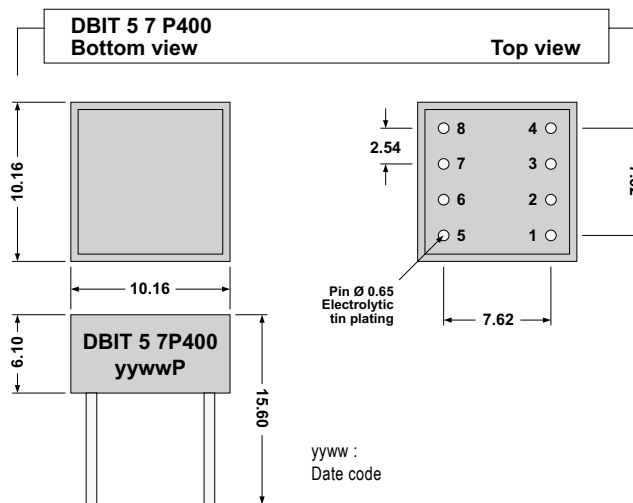 DBIT 5 7 P400
Bottom view Top view
10.16
10.16
2.54
8 4
7 3
6 2
5 1
Pin Ø 0.65
Electrolytic
tin plating
7.62
6.10
DBIT 5 7P400
yywwP
15.60
yyww :
Date code